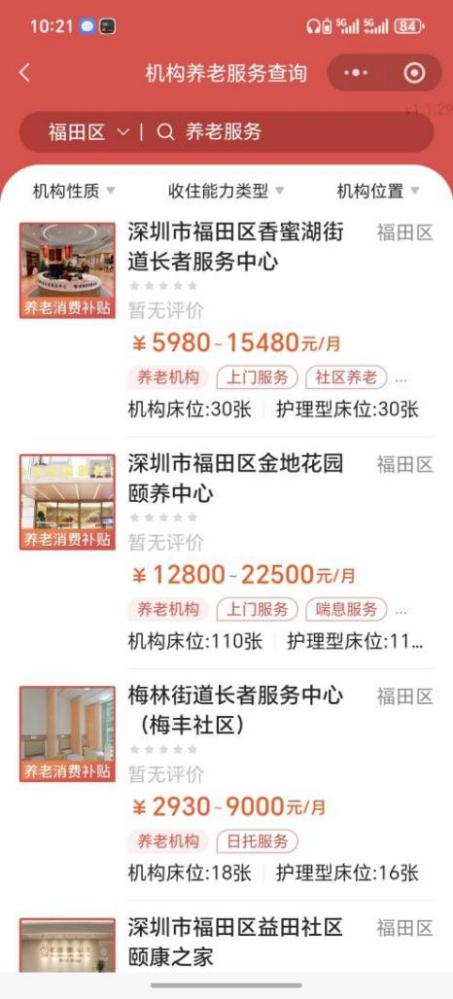 10:21
5G 5G 84
机构养老服务查询
v1.1.29
福田区 | 养老服务
机构性质 收住能力类型 机构位置
深圳市福田区香蜜湖街 福田区
道长者服务中心
养老消费补贴
暂无评价
¥5980~15480元/月
养老机构 上门服务 社区养老 ...
机构床位:30张 护理型床位:30张
深圳市福田区金地花园 福田区
颐养中心
养老消费补贴
暂无评价
¥12800~22500元/月
养老机构 上门服务 喘息服务 ...
机构床位:110张 护理型床位:11...
梅林街道长者服务中心 福田区
（梅丰社区）
养老消费补贴
暂无评价
¥2930~9000元/月
养老机构 日托服务
机构床位:18张 护理型床位:16张
深圳市福田区益田社区 福田区
颐康之家